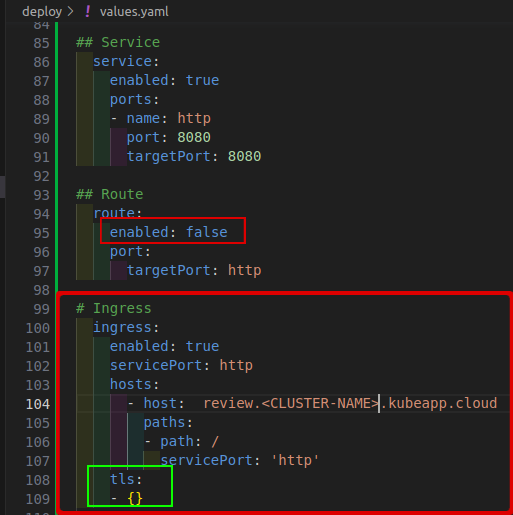 deploy > ! values.yaml
84
85 ## Service
86 service:
87 enabled: true
88 ports:
89 - name: http
90 port: 8080
91 targetPort: 8080
92
93 ## Route
94 route:
95 enabled: false
96 port:
97 targetPort: http
98
99 # Ingress
100 ingress:
101 enabled: true
102 servicePort: http
103 hosts:
104 - host:  review.<CLUSTER-NAME>.kubeapp.cloud
105 paths:
106 - path: /
107 servicePort: 'http'
108 tls:
109 - {}
110